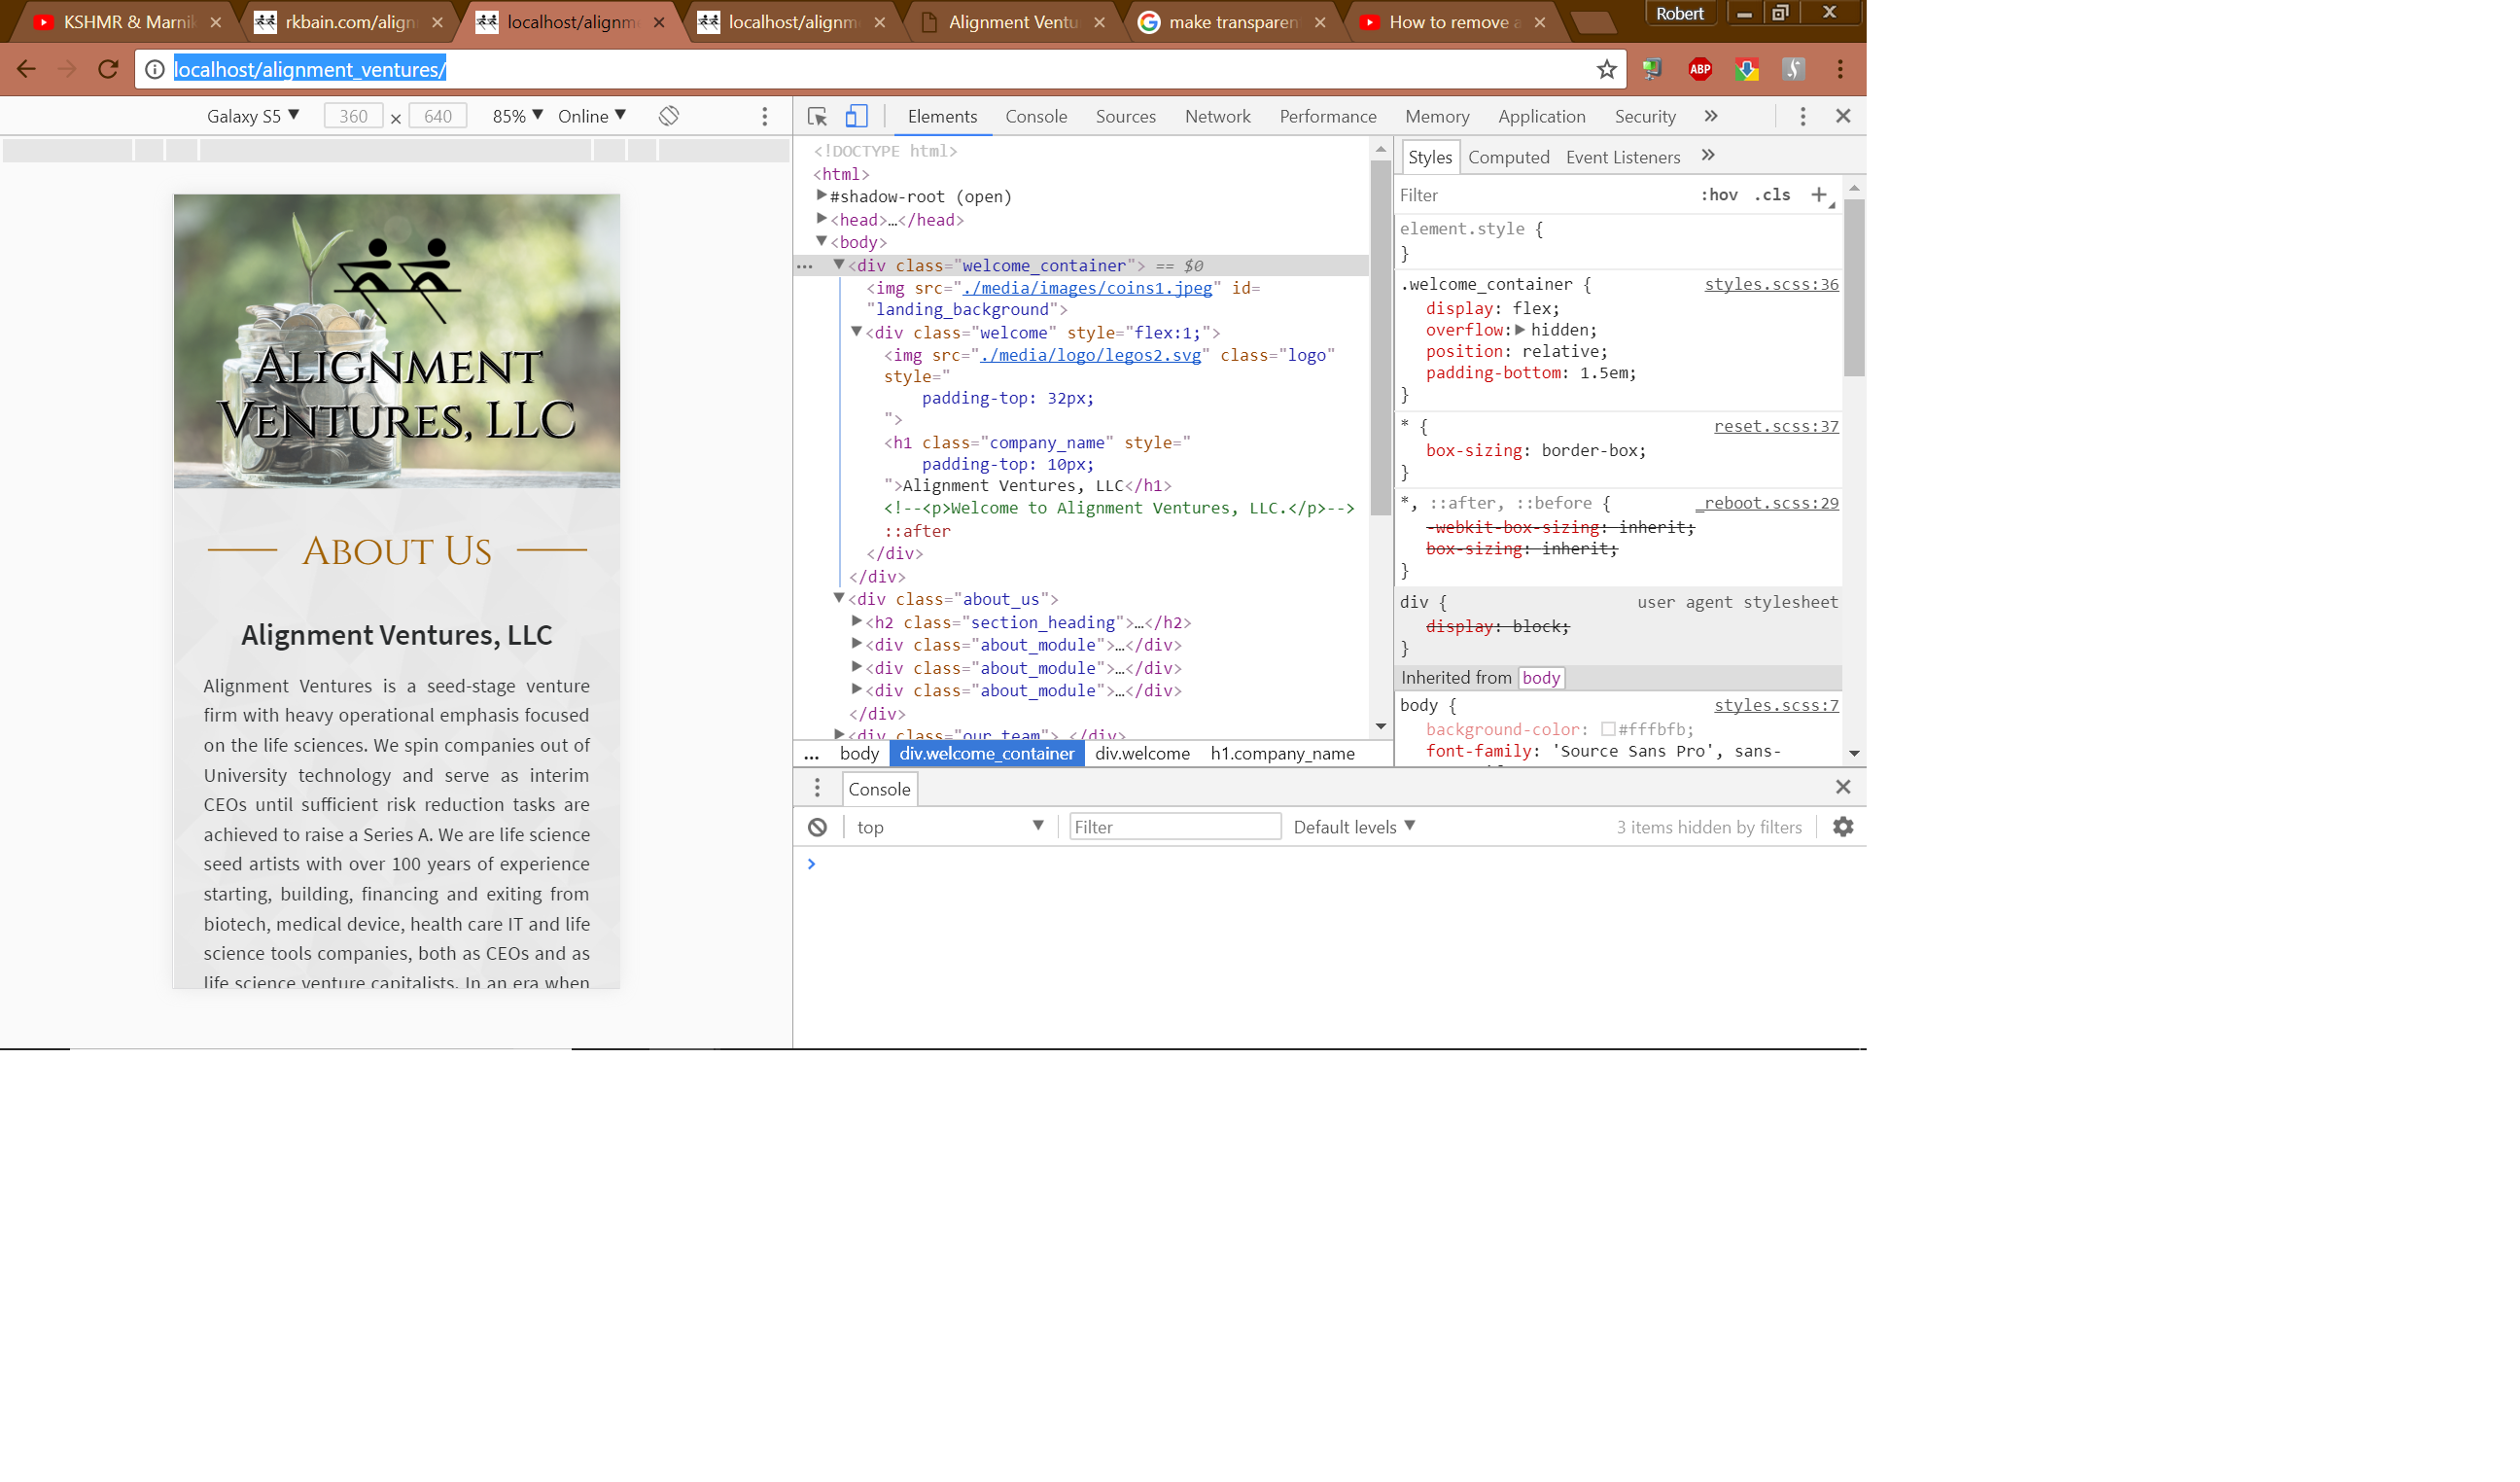 KSHMR & Marnik
rkbain.com/align
localhost/alignm
localhost/alignm
Alignment Ventu
make transparen
How to remove a
Robert
localhost/alignment_ventures/
ABP
Galaxy S5 ▼ 360 × 640 85% ▼ Online ▼
Elements Console Sources Network Performance Memory Application Security »
Alignment
Ventures, LLC
About Us
Alignment Ventures, LLC
Alignment Ventures is a seed-stage venture
firm with heavy operational emphasis focused
on the life sciences. We spin companies out of
University technology and serve as interim
CEOs until sufficient risk reduction tasks are
achieved to raise a Series A. We are life science
seed artists with over 100 years of experience
starting, building, financing and exiting from
biotech, medical device, health care IT and life
science tools companies, both as CEOs and as
life science venture capitalists. In an era when
<!DOCTYPE html>
<html>
▶#shadow-root (open)
▶<head>…</head>
▼<body>
… ▼<div class="welcome_container"> == $0
<img src="./media/images/coins1.jpeg" id=
"landing_background">
▼<div class="welcome" style="flex:1;">
<img src="./media/logo/legos2.svg" class="logo"
style="
padding-top: 32px;
">
<h1 class="company_name" style="
padding-top: 10px;
">Alignment Ventures, LLC</h1>
<!--<p>Welcome to Alignment Ventures, LLC.</p>-->
::after
</div>
</div>
▼<div class="about_us">
▶<h2 class="section_heading">…</h2>
▶<div class="about_module">…</div>
▶<div class="about_module">…</div>
▶<div class="about_module">…</div>
</div>
▶<div class="our_team">…</div>
... body div.welcome_container div.welcome h1.company_name
Styles Computed Event Listeners »
Filter :hov .cls +
element.style {
}
.welcome_container { styles.scss:36
display: flex;
overflow:▶hidden;
position: relative;
padding-bottom: 1.5em;
}
* { reset.scss:37
box-sizing: border-box;
}
*, ::after, ::before { _reboot.scss:29
-webkit-box-sizing: inherit;
box-sizing: inherit;
}
div { user agent stylesheet
display: block;
}
Inherited from body
body { styles.scss:7
background-color: #fffbfb;
font-family: 'Source Sans Pro', sans-
Console
top ▼ Filter Default levels ▼ 3 items hidden by filters
>